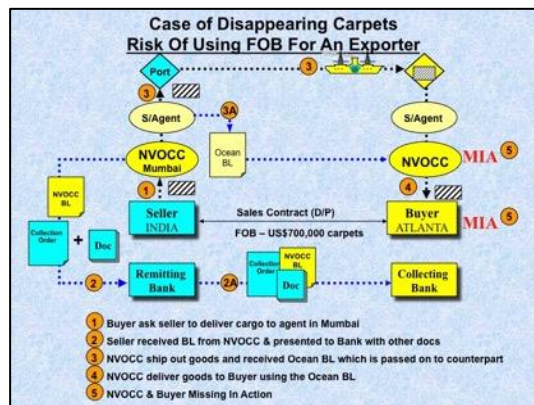 Case of Disappearing Carpets
Risk Of Using FOB For An Exporter
Port
3
3
S/Agent
3A
S/Agent
Ocean
BL
NVOCC
Mumbai
NVOCC
MIA
5
NVOCC
BL
1
4
Collection
Order
+
Doc
Seller
INDIA
Sales Contract (D/P)
FOB – US$700,000 carpets
Buyer
ATLANTA
MIA
5
2
Remitting
Bank
2A
Collection
Order
NVOCC
BL
Doc
Collecting
Bank
1 Buyer ask seller to deliver cargo to agent in Mumbai
2 Seller received BL from NVOCC & presented to Bank with other docs
3 NVOCC ship out goods and received Ocean BL which is passed on to counterpart
4 NVOCC deliver goods to Buyer using the Ocean BL
5 NVOCC & Buyer Missing In Action